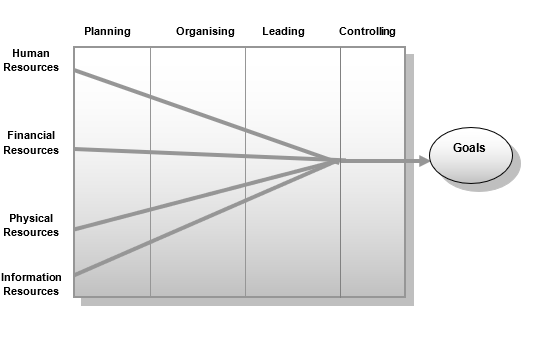 Planning Organising Leading Controlling
Human
Resources
Financial
Resources
Goals
Physical
Resources
Information
Resources